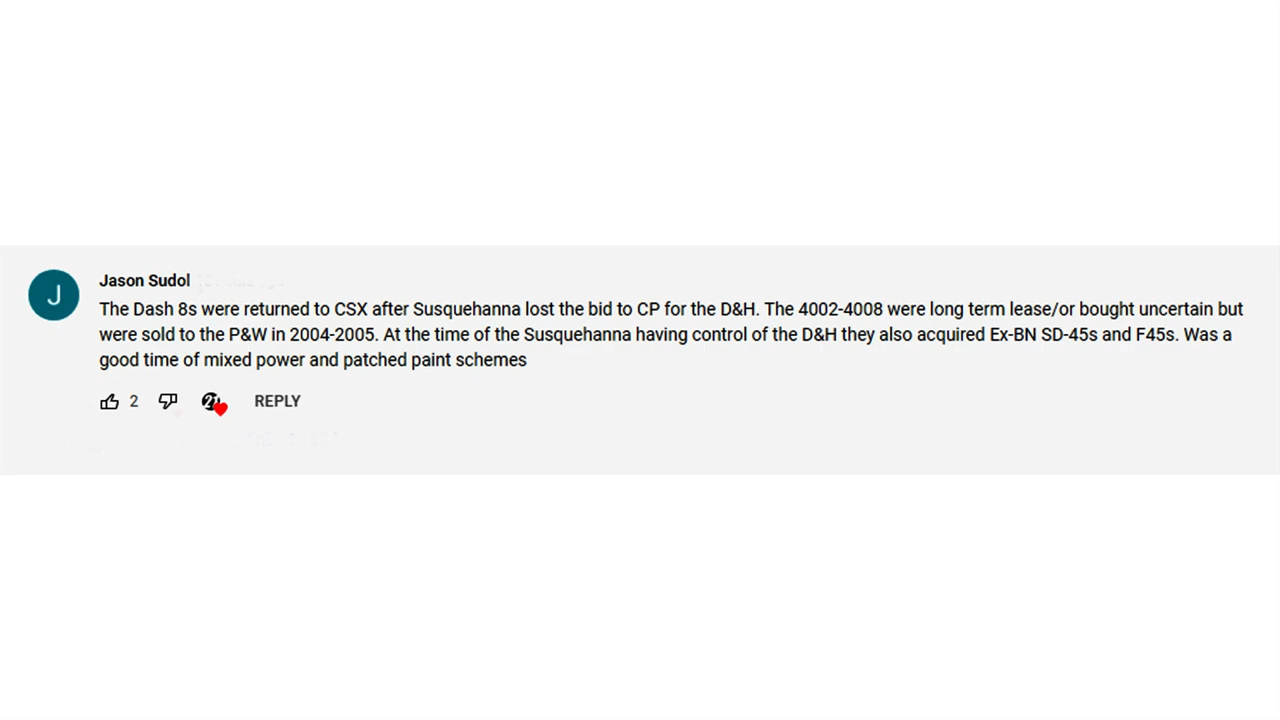 J
Jason Sudol
The Dash 8s were returned to CSX after Susquehanna lost the bid to CP for the D&H. The 4002-4008 were long term lease/or bought uncertain but
were sold to the P&W in 2004-2005. At the time of the Susquehanna having control of the D&H they also acquired Ex-BN SD-45s and F45s. Was a
good time of mixed power and patched paint schemes
2
21
REPLY